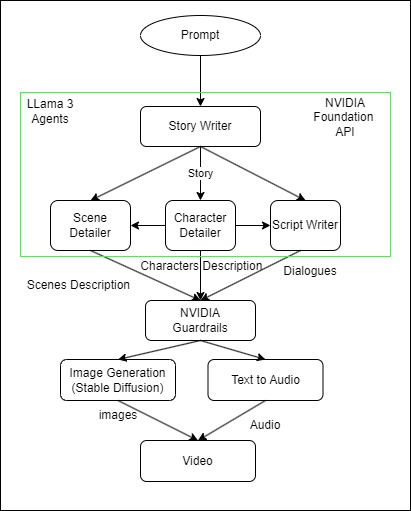 Prompt
LLama 3
Agents
NVIDIA
Foundation
API
Story Writer
Story
Scene
Detailer
Character
Detailer
Script Writer
Scenes Description
Characters Description
Dialogues
NVIDIA
Guardrails
Image Generation
(Stable Diffusion)
Text to Audio
images
Audio
Video